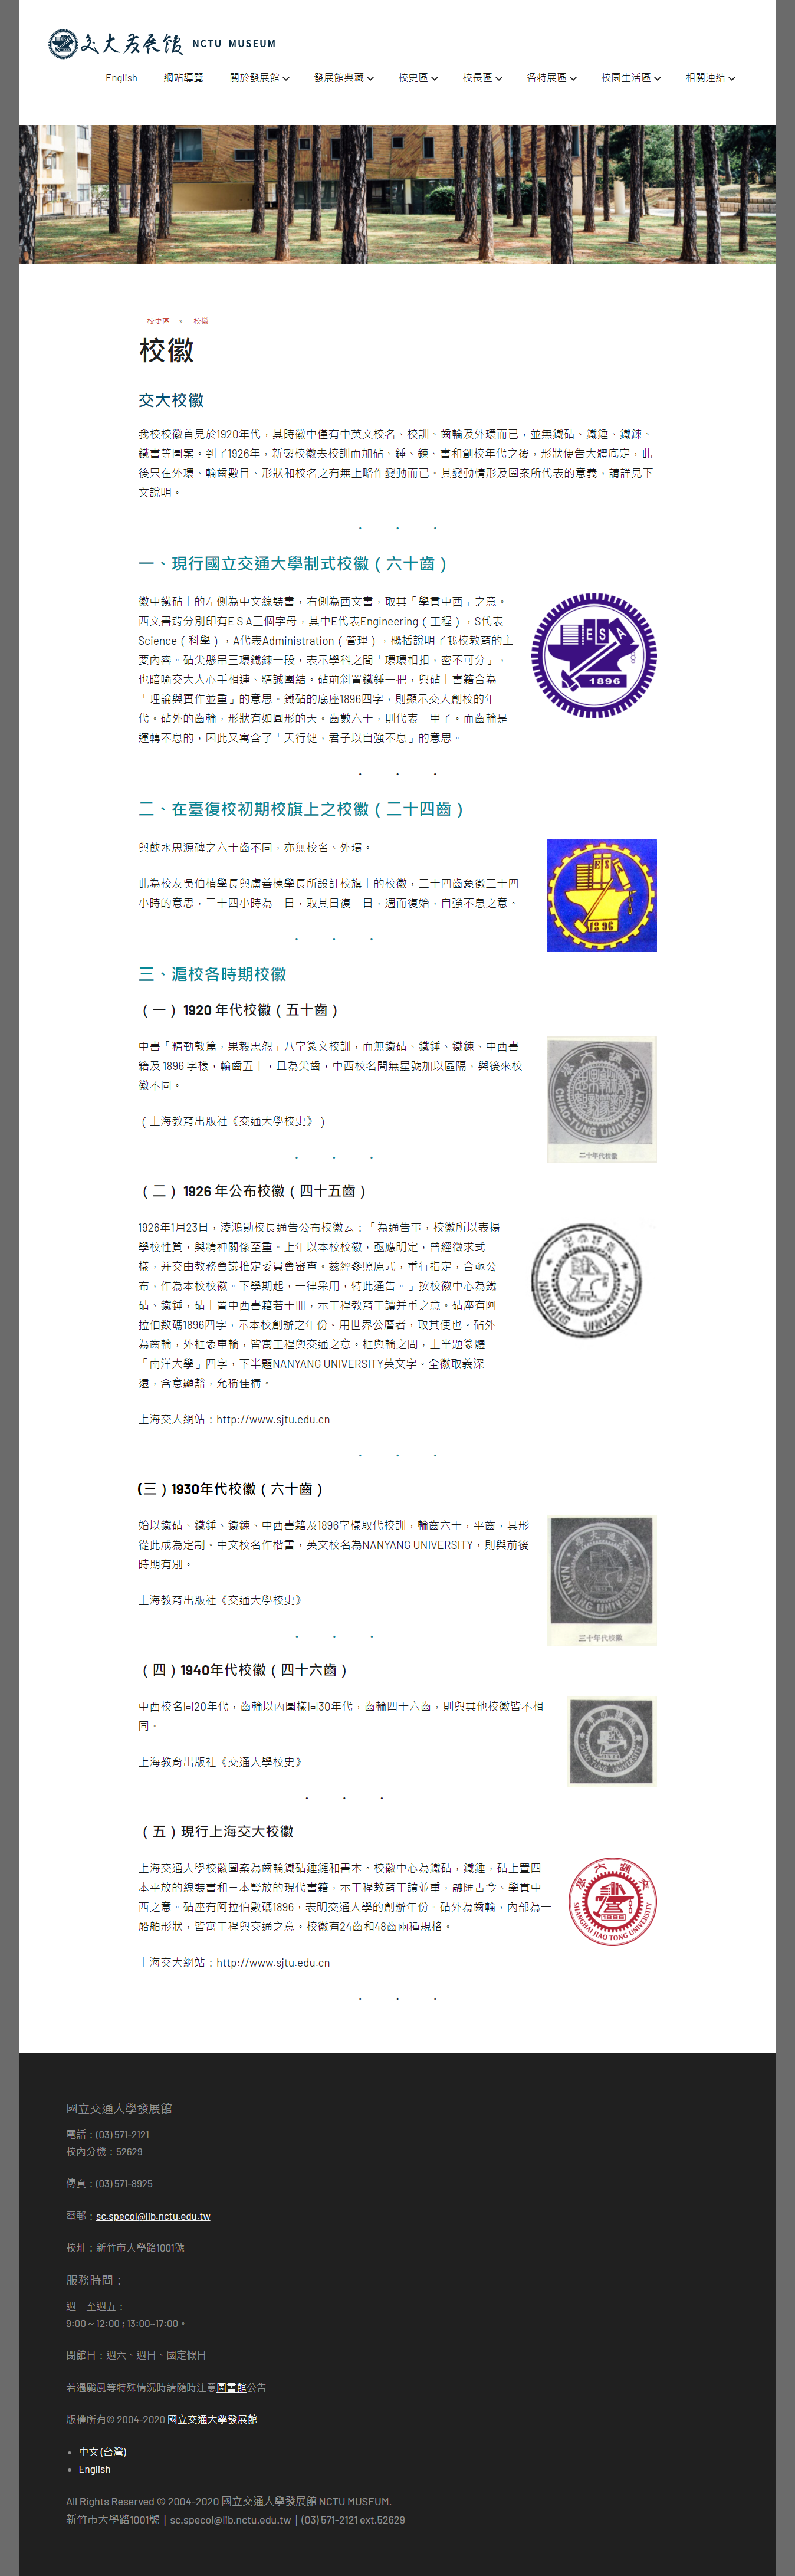 交大發展館 NCTU MUSEUM
English 網站導覽 關於發展館 發展館典藏 校史區 校長區 各特展區 校園生活區 相關連結
校史區 » 校徽
校徽
交大校徽
我校校徽首見於1920年代，其時徽中僅有中英文校名、校訓、齒輪及外環而已，並無鐵砧、鐵錘、鐵鍊、
鐵書等圖案。到了1926年，新製校徽去校訓而加砧、錘、鍊、書和創校年代之後，形狀便告大體底定，此
後只在外環、輪齒數目、形狀和校名之有無上略作變動而已。其變動情形及圖案所代表的意義，請詳見下
文說明。
一、現行國立交通大學制式校徽（六十齒）
徽中鐵砧上的左側為中文線裝書，右側為西文書，取其「學貫中西」之意。
西文書背分別印有E S A三個字母，其中E代表Engineering（工程），S代表
Science（科學），A代表Administration（管理），概括說明了我校教育的主
要內容。砧尖懸吊三環鐵鍊一段，表示學科之間「環環相扣，密不可分」，
也暗喻交大人心手相連、精誠團結。砧前斜置鐵錘一把，與砧上書籍合為
「理論與實作並重」的意思。鐵砧的底座1896四字，則顯示交大創校的年
代。砧外的齒輪，形狀有如圓形的天。齒數六十，則代表一甲子。而齒輪是
運轉不息的，因此又寓含了「天行健，君子以自強不息」的意思。
E S A
1896
二、在臺復校初期校旗上之校徽（二十四齒）
與飲水思源碑之六十齒不同，亦無校名、外環。
此為校友吳伯楨學長與盧善棟學長所設計校旗上的校徽，二十四齒象徵二十四
小時的意思，二十四小時為一日，取其日復一日，週而復始，自強不息之意。
1896
三、滬校各時期校徽
（一） 1920 年代校徽（五十齒）
中書「精勤敦篤，果毅忠恕」八字篆文校訓，而無鐵砧、鐵錘、鐵鍊、中西書
籍及 1896 字樣，輪齒五十，且為尖齒，中西校名間無星號加以區隔，與後來校
徽不同。
（上海教育出版社《交通大學校史》）
CHIAO-TUNG UNIVERSITY
二十年代校徽
（二） 1926 年公布校徽（四十五齒）
1926年1月23日，淩鴻勛校長通告公布校徽云：「為通告事，校徽所以表揚
學校性質，與精神關係至重。上年以本校校徽，亟應明定，曾經徵求式
樣，并交由教務會議推定委員會審查。茲經參照原式，重行指定，合亟公
布，作為本校校徽。下學期起，一律采用，特此通告。」按校徽中心為鐵
砧、鐵錘，砧上置中西書籍若干冊，示工程教育工讀并重之意。砧座有阿
拉伯数碼1896四字，示本校創辦之年份。用世界公曆者，取其便也。砧外
為齒輪，外框象車輪，皆寓工程與交通之意。框與輪之間，上半題篆體
「南洋大學」四字，下半題NANYANG UNIVERSITY英文字。全徽取義深
遠，含意顯豁，允稱佳構。
上海交大網站：http://www.sjtu.edu.cn
NANYANG UNIVERSITY
(三）1930年代校徽（六十齒）
始以鐵砧、鐵錘、鐵鍊、中西書籍及1896字樣取代校訓，輪齒六十，平齒，其形
從此成為定制。中文校名作楷書，英文校名為NANYANG UNIVERSITY，則與前後
時期有別。
上海教育出版社《交通大學校史》
NANYANG UNIVERSITY
三十年代校徽
（四）1940年代校徽（四十六齒）
中西校名同20年代，齒輪以內圖樣同30年代，齒輪四十六齒，則與其他校徽皆不相
同。
上海教育出版社《交通大學校史》
（五）現行上海交大校徽
上海交通大學校徽圖案為齒輪鐵砧錘鏈和書本。校徽中心為鐵砧，鐵錘，砧上置四
本平放的線裝書和三本豎放的現代書籍，示工程教育工讀並重，融匯古今、學貫中
西之意。砧座有阿拉伯數碼1896，表明交通大學的創辦年份。砧外為齒輪，內部為一
船舶形狀，皆寓工程與交通之意。校徽有24齒和48齒兩種規格。
上海交大網站：http://www.sjtu.edu.cn
1896
SHANGHAI JIAO TONG UNIVERSITY
國立交通大學發展館
電話：(03) 571-2121
校內分機：52629
傳真：(03) 571-8925
電郵：sc.specol@lib.nctu.edu.tw
校址：新竹市大學路1001號
服務時間：
週一至週五：
9:00 ~ 12:00 ; 13:00~17:00。
閉館日：週六、週日、國定假日
若遇颱風等特殊情況時請隨時注意圖書館公告
版權所有© 2004-2020 國立交通大學發展館
中文 (台灣)
English
All Rights Reserved © 2004-2020 國立交通大學發展館 NCTU MUSEUM.
新竹市大學路1001號｜sc.specol@lib.nctu.edu.tw｜(03) 571-2121 ext.52629